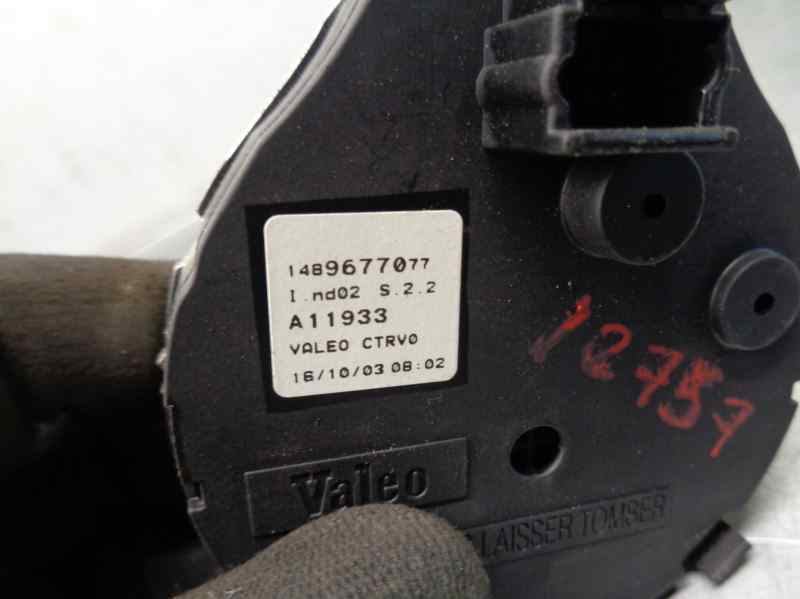 1489677077
I.nd02 S.2.2
A11933
VALEO CTRV0
16/10/03 08:02
12757
Valeo
LAISSER TOMBER